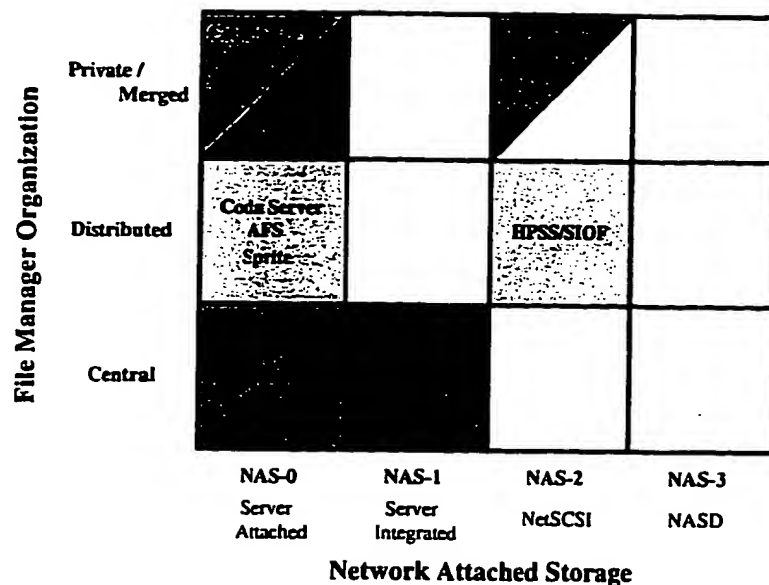 File Manager Organization
Private /
Merged
Distributed
Central
Coda Server
AFS
Sprite
HPSS/SIOF
NAS-0
NAS-1
NAS-2
NAS-3
Server
Attached
Server
Integrated
NetSCSI
NASD
Network Attached Storage